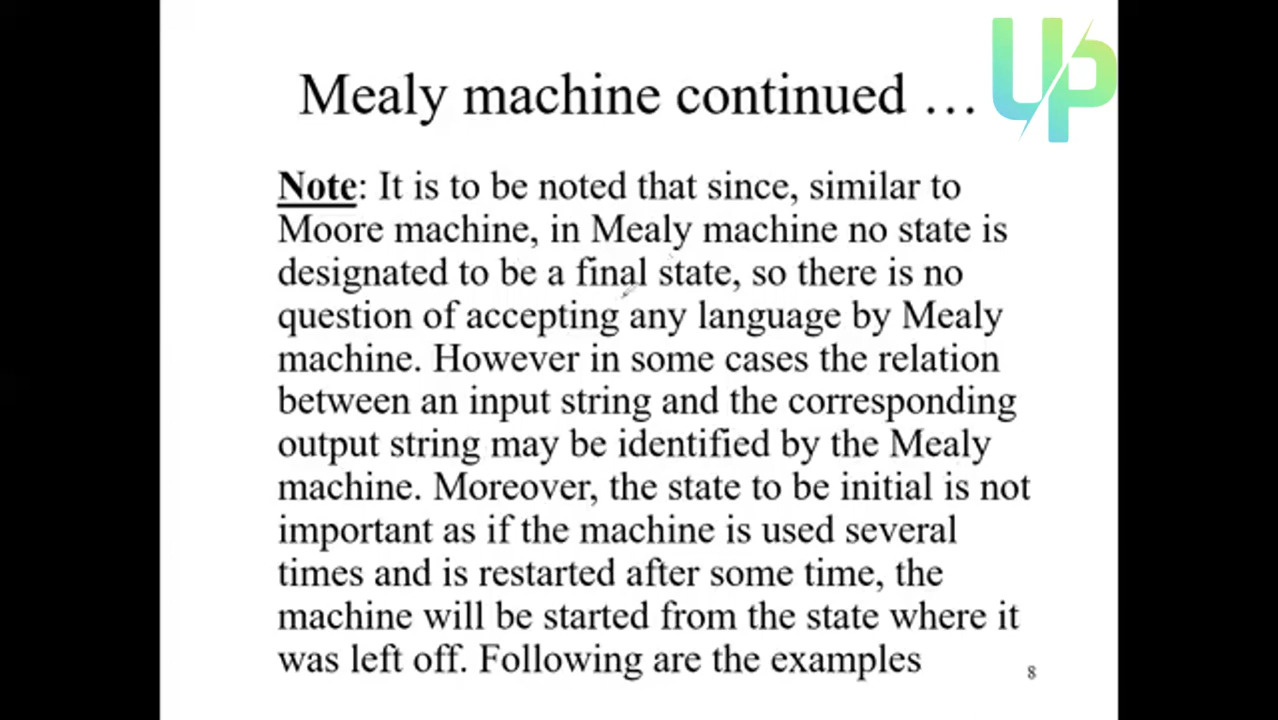 UP
Mealy machine continued …
Note: It is to be noted that since, similar to
Moore machine, in Mealy machine no state is
designated to be a final state, so there is no
question of accepting any language by Mealy
machine. However in some cases the relation
between an input string and the corresponding
output string may be identified by the Mealy
machine. Moreover, the state to be initial is not
important as if the machine is used several
times and is restarted after some time, the
machine will be started from the state where it
was left off. Following are the examples
8